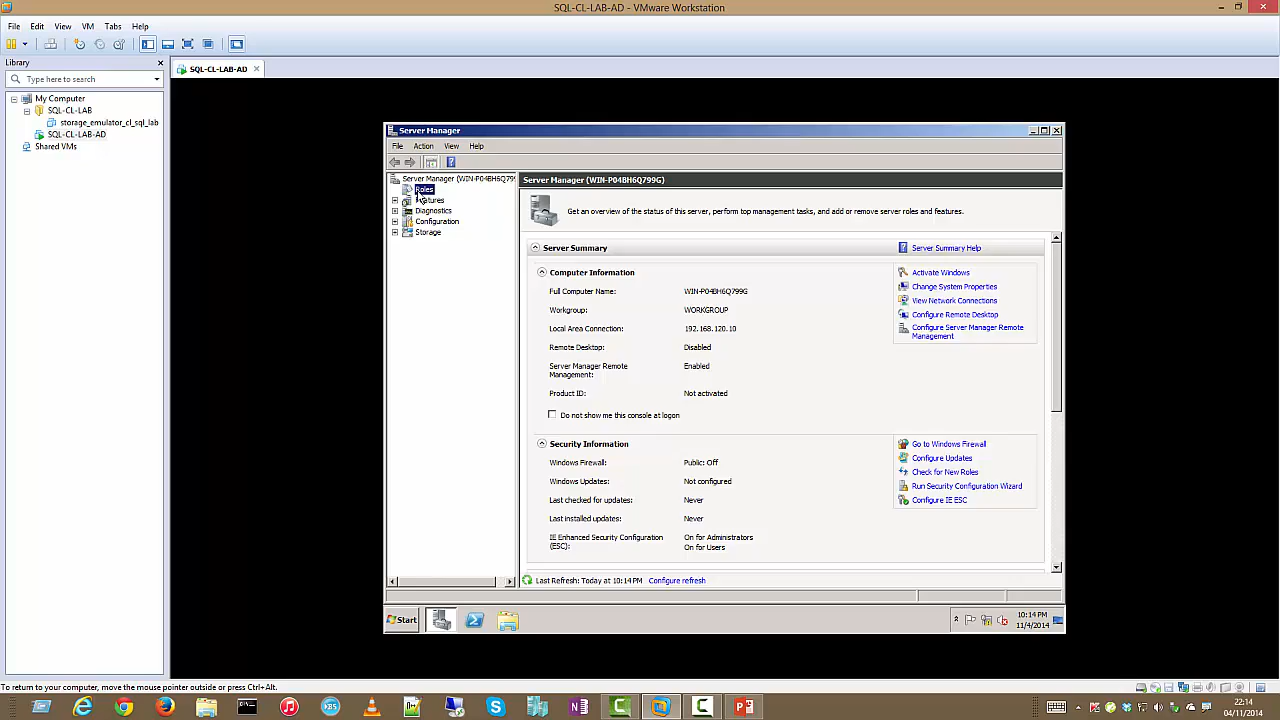 SQL-CL-LAB-AD - VMware Workstation
File Edit View VM Tabs Help
Library
SQL-CL-LAB-AD
Type here to search
My Computer
SQL-CL-LAB
storage_emulator_cl_sql_lab
SQL-CL-LAB-AD
Shared VMs
Server Manager
File Action View Help
Server Manager (WIN-P04BH6Q799
Roles
Features
Diagnostics
Configuration
Storage
Server Manager (WIN-P04BH6Q799G)
Get an overview of the status of this server, perform top management tasks, and add or remove server roles and features.
Server Summary
Server Summary Help
Computer Information
Full Computer Name: WIN-P04BH6Q799G
Workgroup: WORKGROUP
Local Area Connection: 192.168.120.10
Remote Desktop: Disabled
Server Manager Remote
Management: Enabled
Product ID: Not activated
Do not show me this console at logon
Activate Windows
Change System Properties
View Network Connections
Configure Remote Desktop
Configure Server Manager Remote
Management
Security Information
Windows Firewall: Public: Off
Windows Updates: Not configured
Last checked for updates: Never
Last installed updates: Never
IE Enhanced Security Configuration
(ESC):
On for Administrators
On for Users
Go to Windows Firewall
Configure Updates
Check for New Roles
Run Security Configuration Wizard
Configure IE ESC
Last Refresh: Today at 10:14 PM Configure refresh
Start
10:14 PM
11/4/2014
To return to your computer, move the mouse pointer outside or press Ctrl+Alt.
22:14
04/11/2014